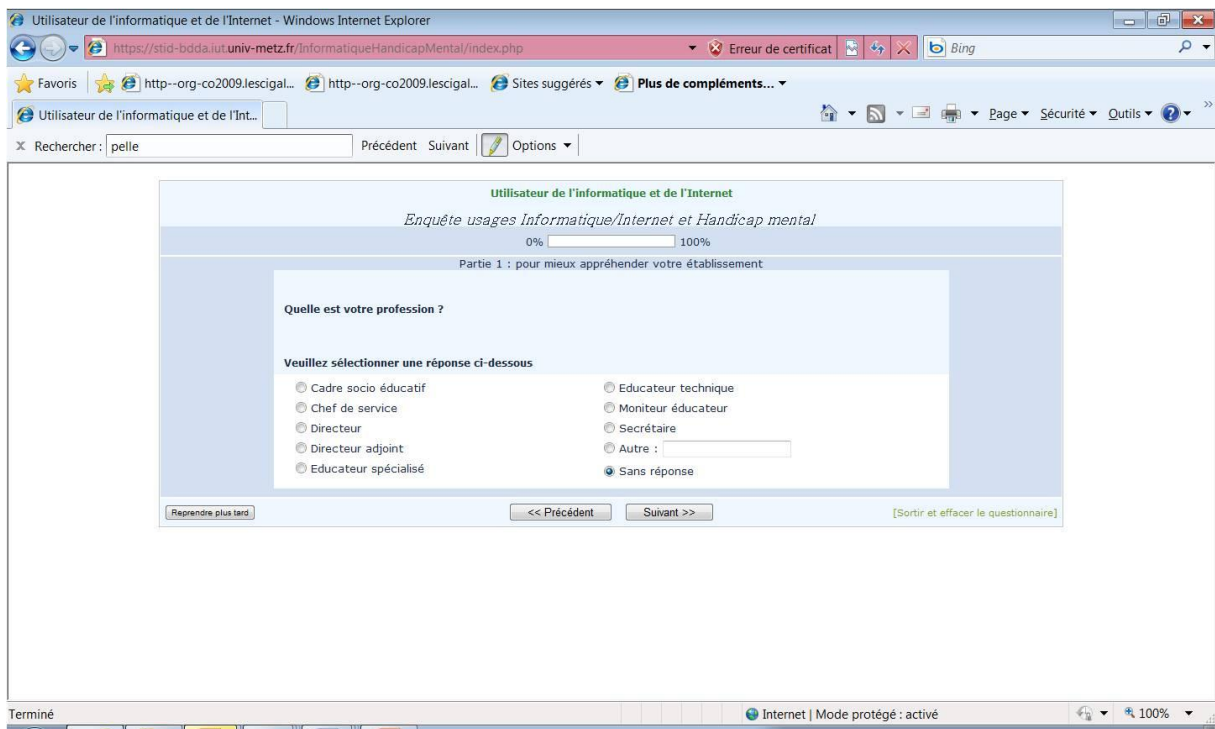 Utilisateur de l'informatique et de l'Internet - Windows Internet Explorer
https://stid-bdda.iut.univ-metz.fr/InformatiqueHandicapMental/index.php
Erreur de certificat
Bing
Favoris
http--org-co2009.lescigal...
http--org-co2009.lescigal...
Sites suggérés
Plus de compléments...
Utilisateur de l'informatique et de l'Int...
Page
Sécurité
Outils
x Rechercher : pelle
Précédent Suivant
Options
Utilisateur de l'informatique et de l'Internet
Enquête usages Informatique/Internet et Handicap mental
0% 100%
Partie 1 : pour mieux appréhender votre établissement
Quelle est votre profession ?
Veuillez sélectionner une réponse ci-dessous
Cadre socio éducatif
Chef de service
Directeur
Directeur adjoint
Educateur spécialisé
Educateur technique
Moniteur éducateur
Secrétaire
Autre :
Sans réponse
Reprendre plus tard
<< Précédent
Suivant >>
[Sortir et effacer le questionnaire]
Terminé
Internet | Mode protégé : activé
100%